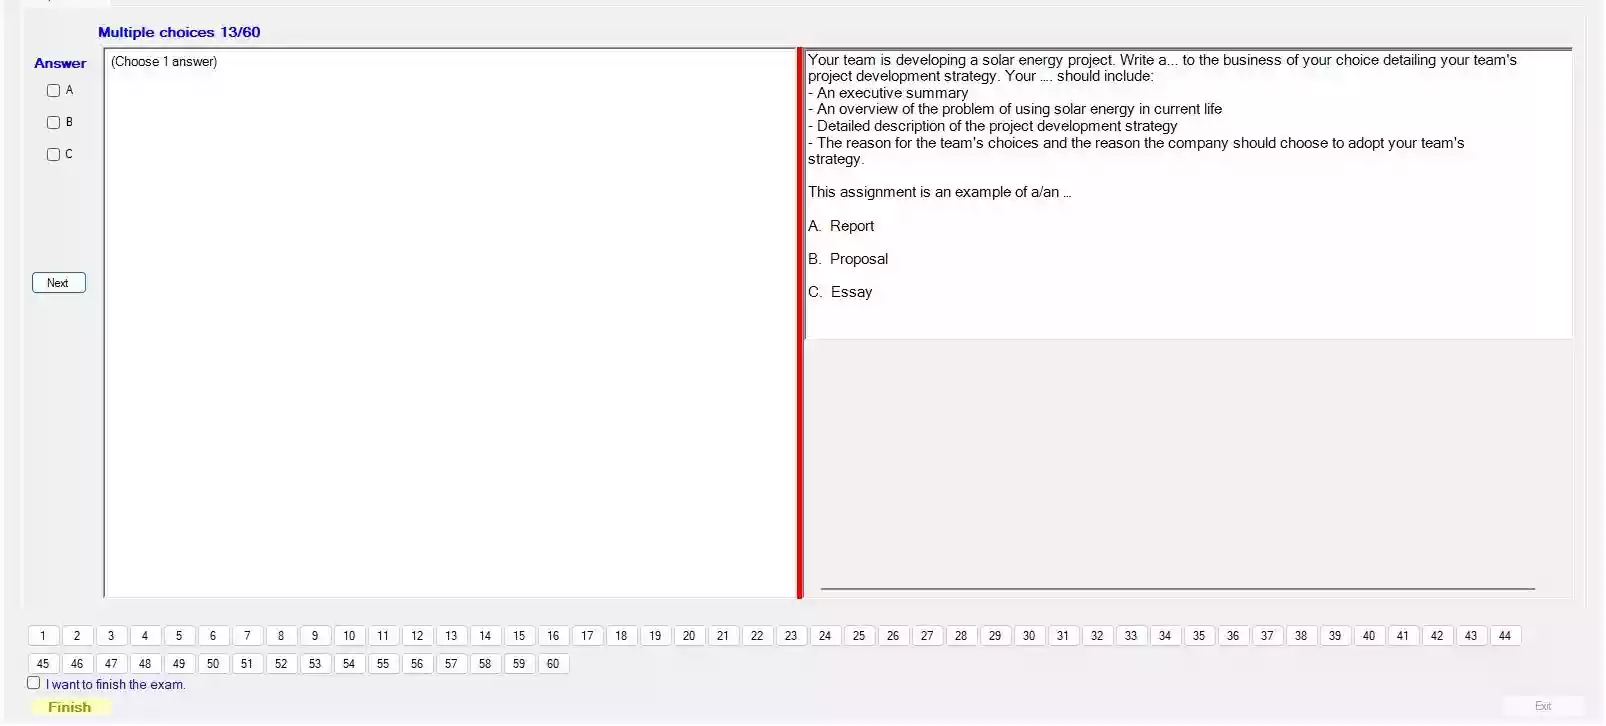 Multiple choices 13/60
Answer
(Choose 1 answer)
A
B
C
Next
Your team is developing a solar energy project. Write a... to the business of your choice detailing your team's
project development strategy. Your .... should include:
- An executive summary
- An overview of the problem of using solar energy in current life
- Detailed description of the project development strategy
- The reason for the team's choices and the reason the company should choose to adopt your team's
strategy.
This assignment is an example of a/an ...
A. Report
B. Proposal
C. Essay
1 2 3 4 5 6 7 8 9 10 11 12 13 14 15 16 17 18 19 20 21 22 23 24 25 26 27 28 29 30 31 32 33 34 35 36 37 38 39 40 41 42 43 44
45 46 47 48 49 50 51 52 53 54 55 56 57 58 59 60
I want to finish the exam.
Finish
Exit